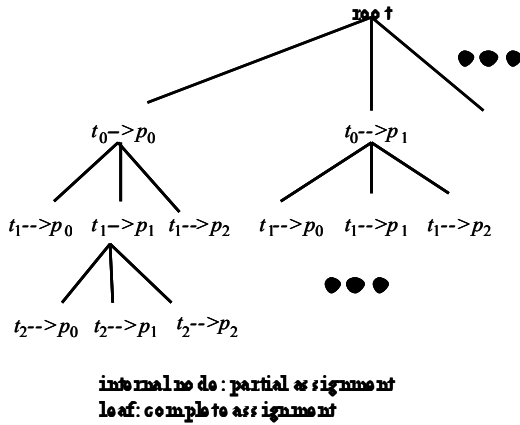 root
t0-->p0 t0-->p1
t1-->p0 t1-->p1 t1-->p2 t1-->p0 t1-->p1 t1-->p2
t2-->p0 t2-->p1 t2-->p2
internal node: partial assignment
leaf: complete assignment